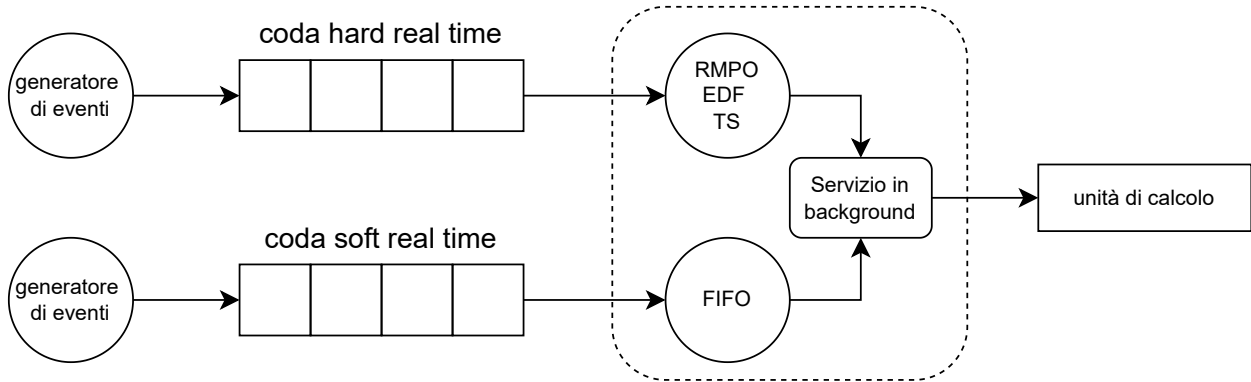 coda hard real time
generatore
di eventi
RMPO
EDF
TS
Servizio in
background
unità di calcolo
coda soft real time
generatore
di eventi
FIFO